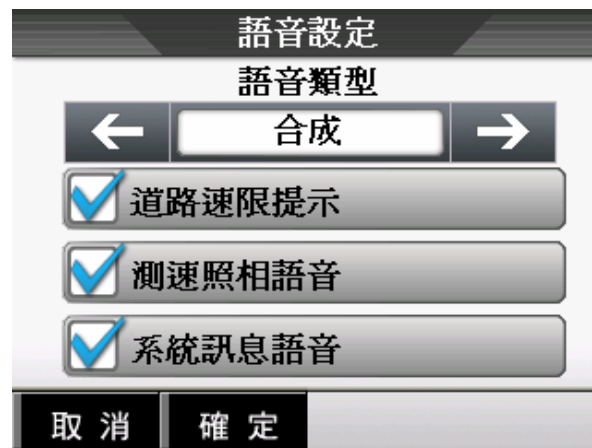 語音設定
語音類型
合成
道路速限提示
測速照相語音
系統訊息語音
取 消 確 定